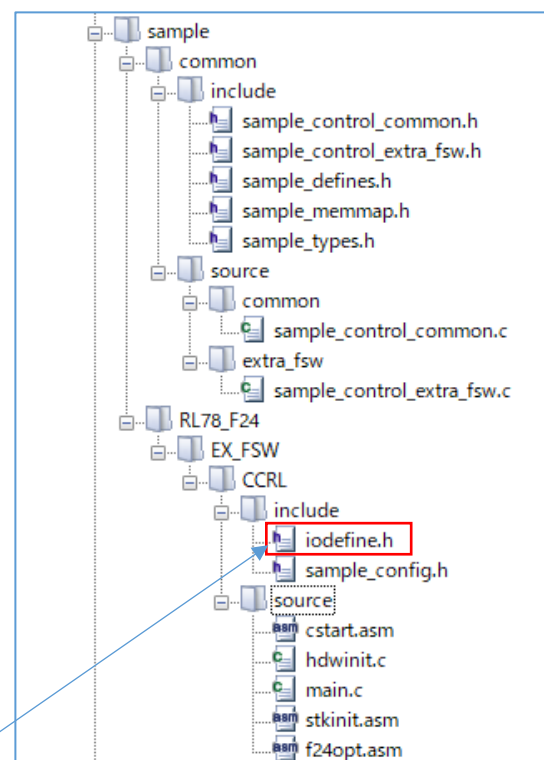 sample
common
include
sample_control_common.h
sample_control_extra_fsw.h
sample_defines.h
sample_memmap.h
sample_types.h
source
common
sample_control_common.c
extra_fsw
sample_control_extra_fsw.c
RL78_F24
EX_FSW
CCRL
include
iodefine.h
sample_config.h
source
cstart.asm
hdwinit.c
main.c
stkinit.asm
f24opt.asm